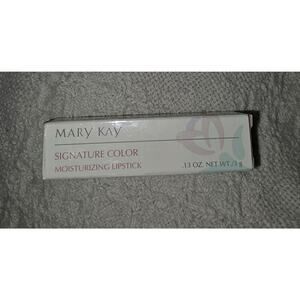 MARY KAY
SIGNATURE COLOR
MOISTURIZING LIPSTICK .13 OZ. NET WT./3 g